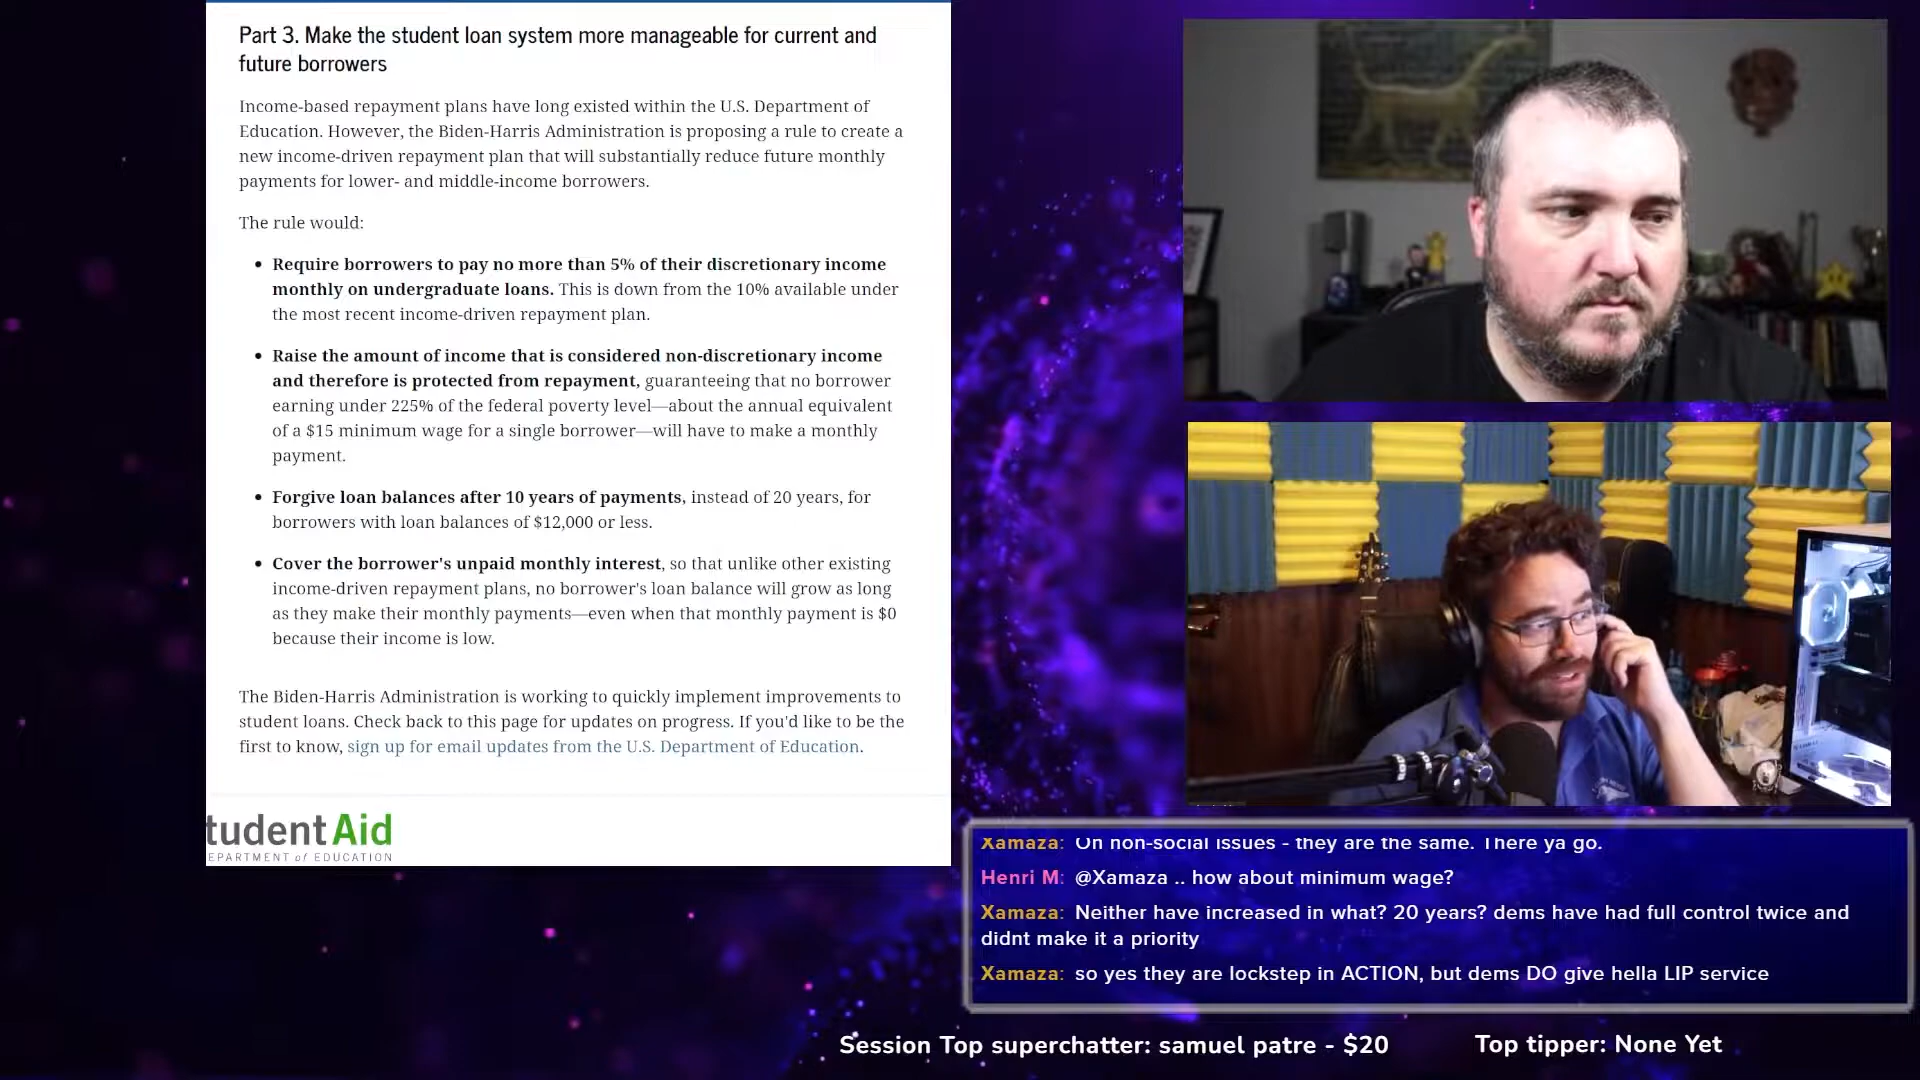 Part 3. Make the student loan system more manageable for current and
future borrowers
Income-based repayment plans have long existed within the U.S. Department of
Education. However, the Biden-Harris Administration is proposing a rule to create a
new income-driven repayment plan that will substantially reduce future monthly
payments for lower- and middle-income borrowers.
The rule would:
• Require borrowers to pay no more than 5% of their discretionary income
monthly on undergraduate loans. This is down from the 10% available under
the most recent income-driven repayment plan.
• Raise the amount of income that is considered non-discretionary income
and therefore is protected from repayment, guaranteeing that no borrower
earning under 225% of the federal poverty level—about the annual equivalent
of a $15 minimum wage for a single borrower—will have to make a monthly
payment.
• Forgive loan balances after 10 years of payments, instead of 20 years, for
borrowers with loan balances of $12,000 or less.
• Cover the borrower's unpaid monthly interest, so that unlike other existing
income-driven repayment plans, no borrower's loan balance will grow as long
as they make their monthly payments—even when that monthly payment is $0
because their income is low.
The Biden-Harris Administration is working to quickly implement improvements to
student loans. Check back to this page for updates on progress. If you'd like to be the
first to know, sign up for email updates from the U.S. Department of Education.
tudentAid
EPARTMENT of EDUCATION
Xamaza: On non-social issues - they are the same. There ya go.
Henri M: @Xamaza .. how about minimum wage?
Xamaza: Neither have increased in what? 20 years? dems have had full control twice and
didnt make it a priority
Xamaza: so yes they are lockstep in ACTION, but dems DO give hella LIP service
Session Top superchatter: samuel patre - $20
Top tipper: None Yet